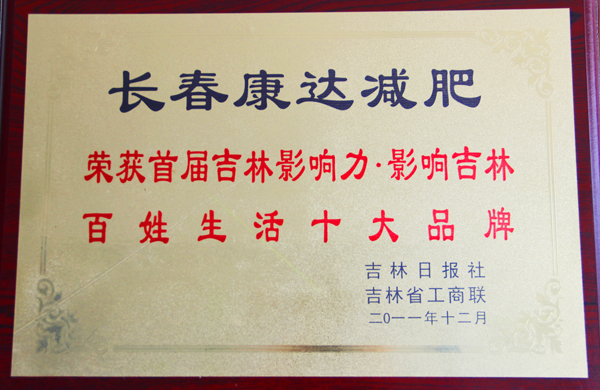 长春康达减肥
荣获首届吉林影响力·影响吉林
百姓生活十大品牌
吉林日报社
吉林省工商联
二0一一年十二月